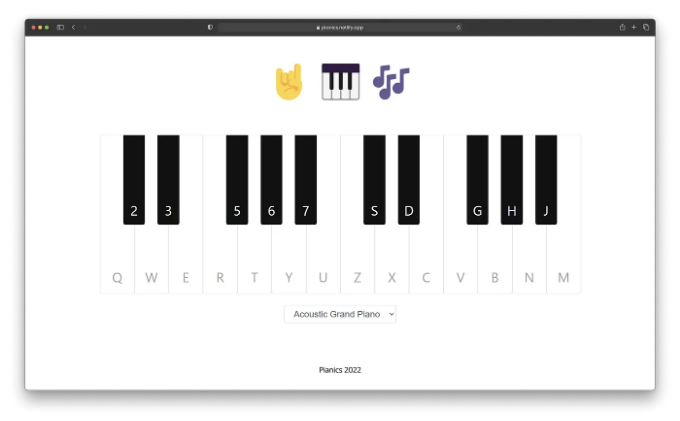 pianics.netlify.app
2 3 5 6 7 S D G H J
Q W E R T Y U Z X C V B N M
Acoustic Grand Piano
Pianics 2022